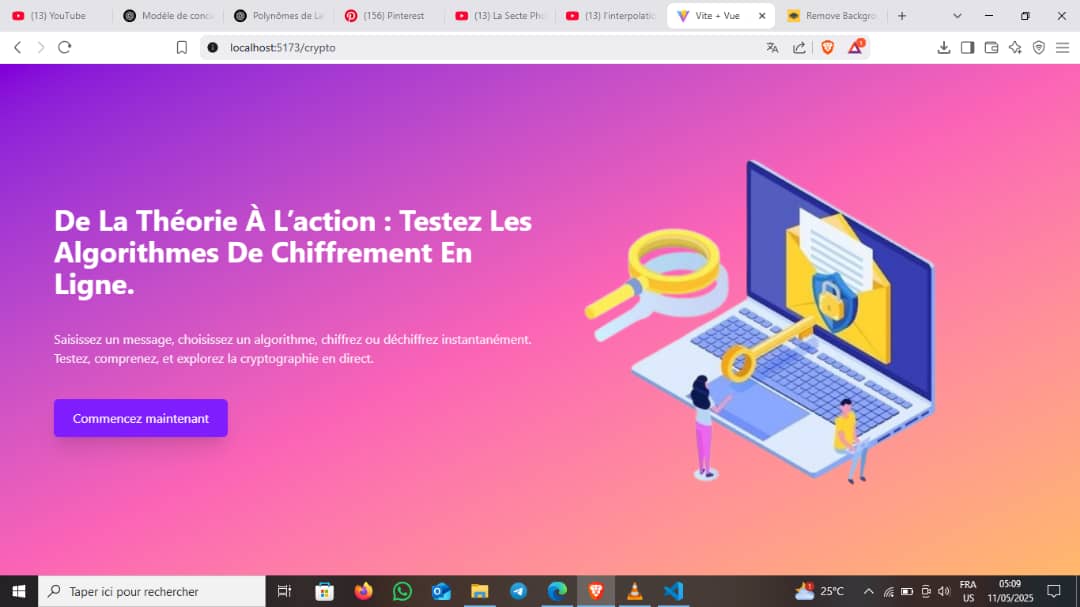 (13) YouTube
Modèle de conc
Polynômes de La
(156) Pinterest
(13) La Secte Pho
(13) l'interpolatio
Vite + Vue
Remove Backgro
localhost:5173/crypto
De La Théorie À L’action : Testez Les
Algorithmes De Chiffrement En
Ligne.
Saisissez un message, choisissez un algorithme, chiffrez ou déchiffrez instantanément.
Testez, comprenez, et explorez la cryptographie en direct.
Commencez maintenant
Taper ici pour rechercher
25°C
FRA
US
05:09
11/05/2025